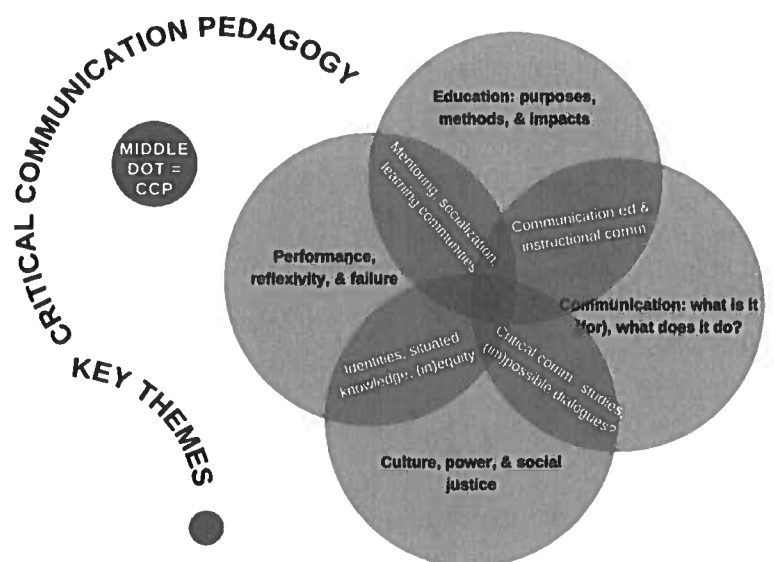 CRITICAL COMMUNICATION PEDAGOGY
KEY THEMES
MIDDLE
DOT =
CCP
Education: purposes,
methods, & impacts
Mentoring, socialization,
learning communities
Communication ed &
instructional comm
Performance,
reflexivity, & failure
Communication: what is it
(for), what does it do?
Identities, situated
knowledge, (in)equity
Critical comm. studies,
(im)possible dialogues?
Culture, power, & social
justice